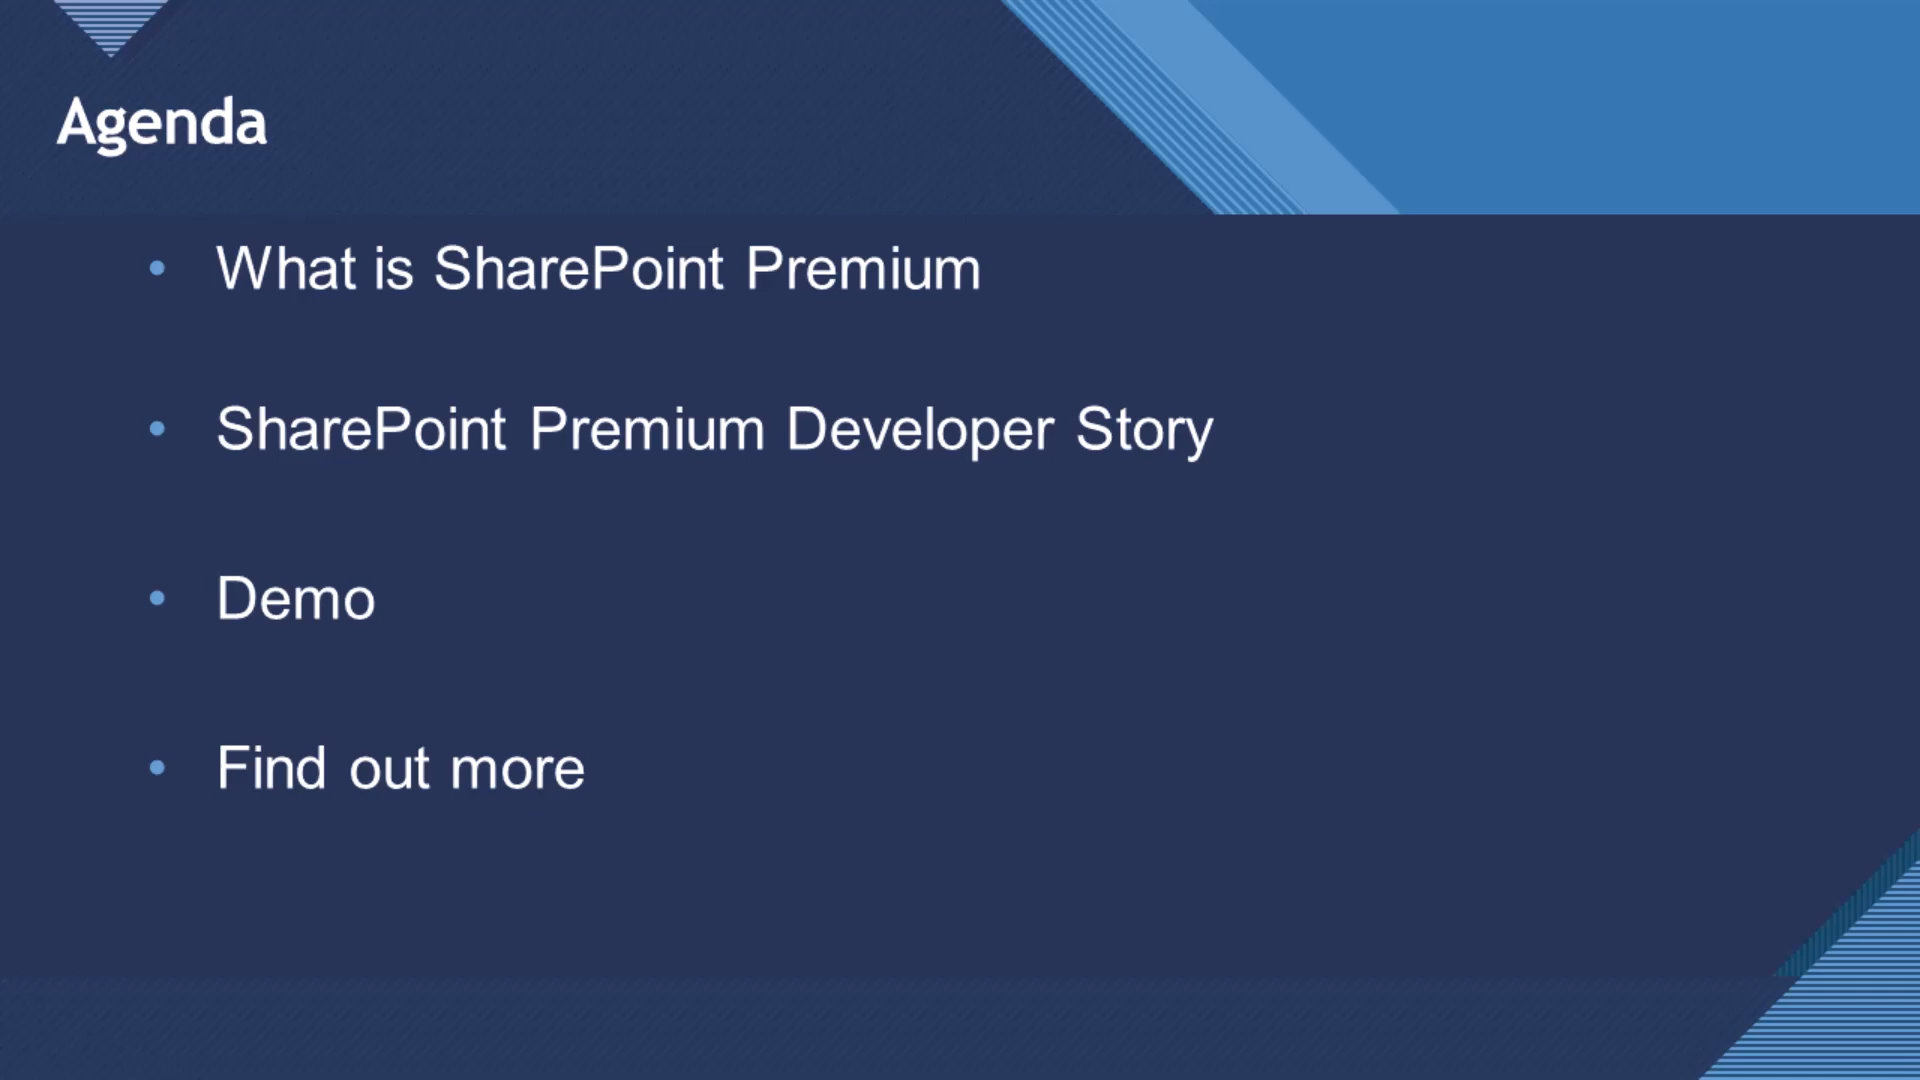 Agenda
• What is SharePoint Premium
• SharePoint Premium Developer Story
• Demo
• Find out more